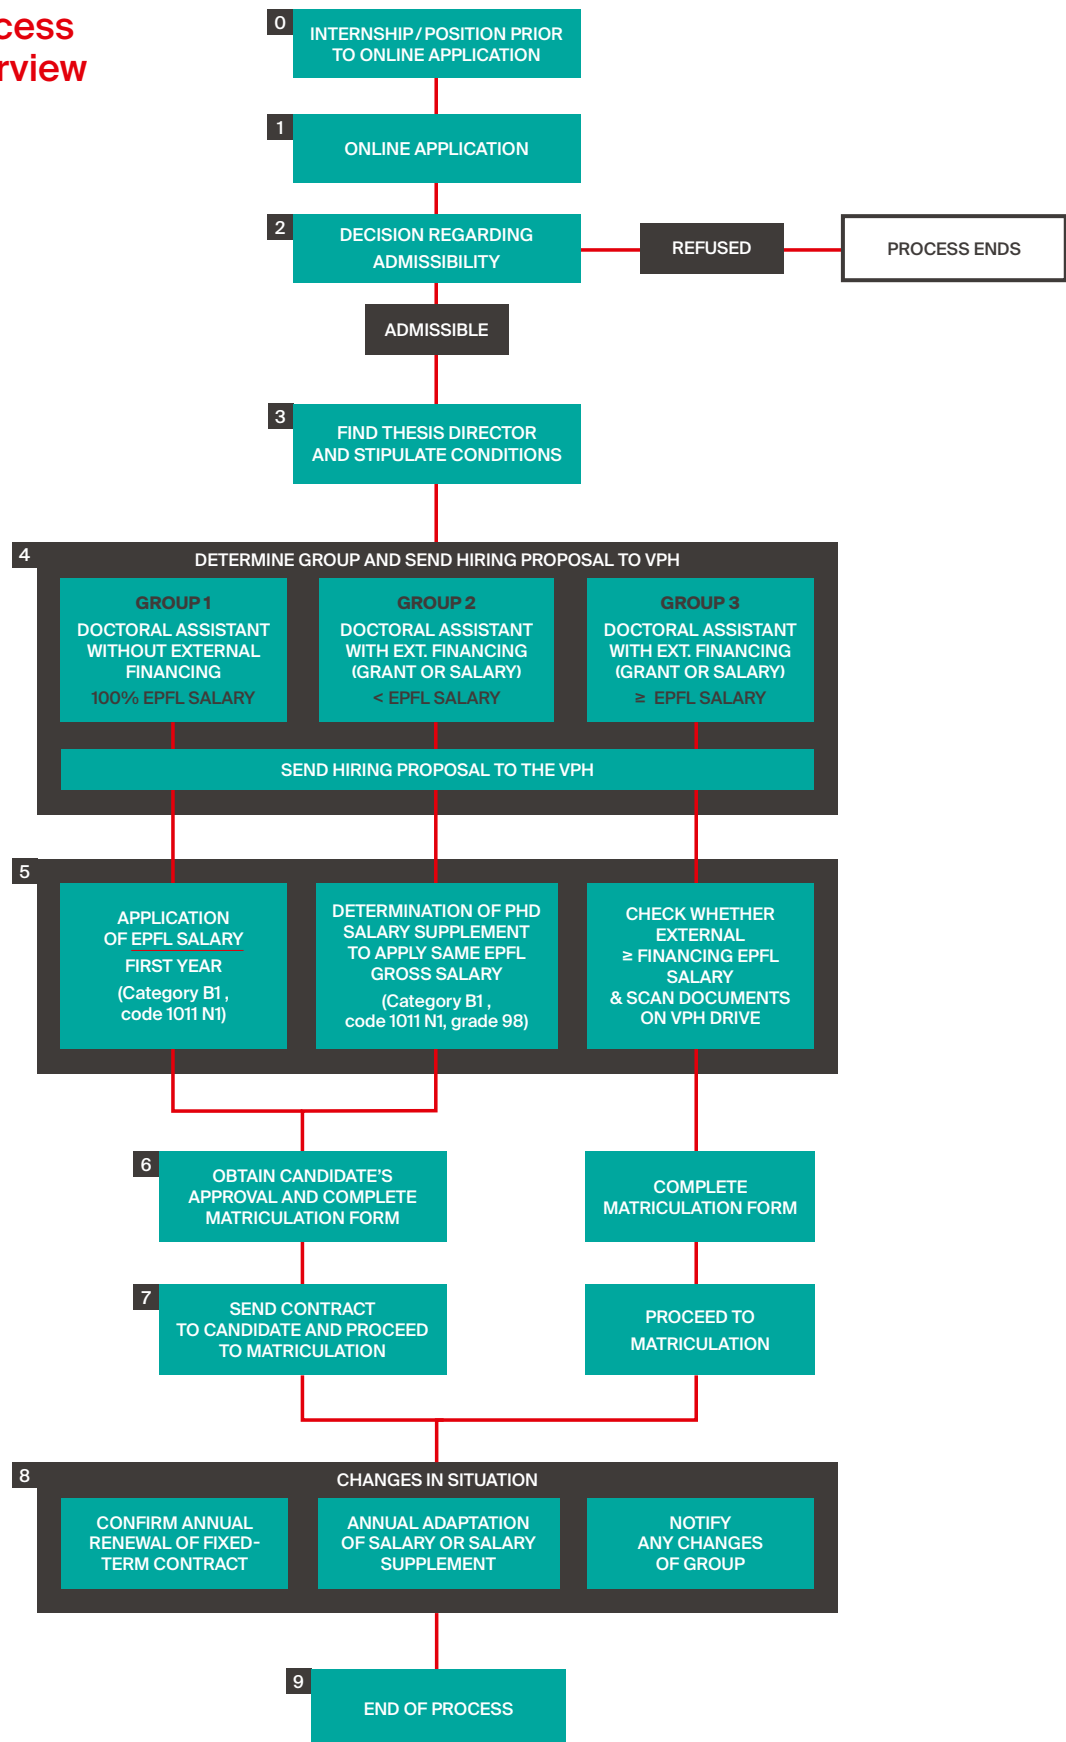 cess
rview
0
INTERNSHIP/POSITION PRIOR
TO ONLINE APPLICATION
1
ONLINE APPLICATION
2
DECISION REGARDING
ADMISSIBILITY
REFUSED
PROCESS ENDS
ADMISSIBLE
3
FIND THESIS DIRECTOR
AND STIPULATE CONDITIONS
4
DETERMINE GROUP AND SEND HIRING PROPOSAL TO VPH
GROUP 1
DOCTORAL ASSISTANT
WITHOUT EXTERNAL
FINANCING
100% EPFL SALARY
GROUP 2
DOCTORAL ASSISTANT
WITH EXT. FINANCING
(GRANT OR SALARY)
< EPFL SALARY
GROUP 3
DOCTORAL ASSISTANT
WITH EXT. FINANCING
(GRANT OR SALARY)
≥ EPFL SALARY
SEND HIRING PROPOSAL TO THE VPH
5
APPLICATION
OF EPFL SALARY
FIRST YEAR
(Category B1 ,
code 1011 N1)
DETERMINATION OF PHD
SALARY SUPPLEMENT
TO APPLY SAME EPFL
GROSS SALARY
(Category B1 ,
code 1011 N1, grade 98)
CHECK WHETHER
EXTERNAL
≥ FINANCING EPFL
SALARY
& SCAN DOCUMENTS
ON VPH DRIVE
6
OBTAIN CANDIDATE'S
APPROVAL AND COMPLETE
MATRICULATION FORM
COMPLETE
MATRICULATION FORM
7
SEND CONTRACT
TO CANDIDATE AND PROCEED
TO MATRICULATION
PROCEED TO
MATRICULATION
8
CHANGES IN SITUATION
CONFIRM ANNUAL
RENEWAL OF FIXED-
TERM CONTRACT
ANNUAL ADAPTATION
OF SALARY OR SALARY
SUPPLEMENT
NOTIFY
ANY CHANGES
OF GROUP
9
END OF PROCESS